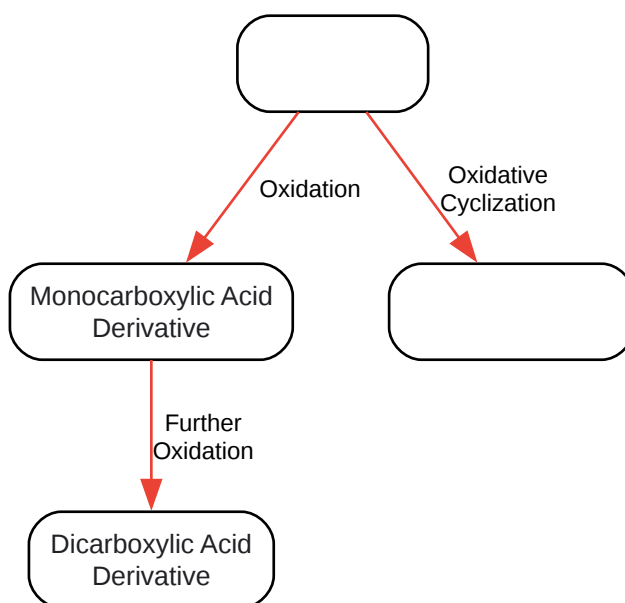 Oxidation
Oxidative
Cyclization
Monocarboxylic Acid
Derivative
Further
Oxidation
Dicarboxylic Acid
Derivative